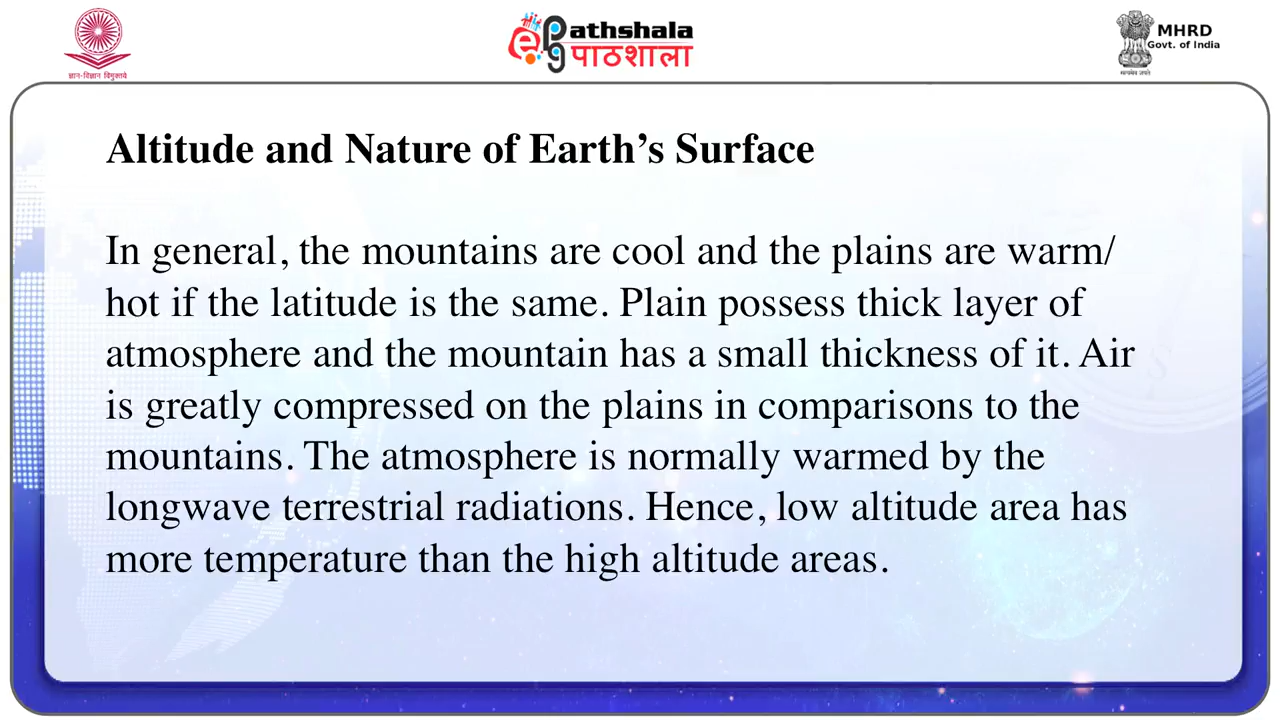 ज्ञान-विज्ञान विमुक्तये
e Pathshala
पाठशाला
MHRD
Govt. of India
सत्यमेव जयते
Altitude and Nature of Earth’s Surface
In general, the mountains are cool and the plains are warm/
hot if the latitude is the same. Plain possess thick layer of
atmosphere and the mountain has a small thickness of it. Air
is greatly compressed on the plains in comparisons to the
mountains. The atmosphere is normally warmed by the
longwave terrestrial radiations. Hence, low altitude area has
more temperature than the high altitude areas.